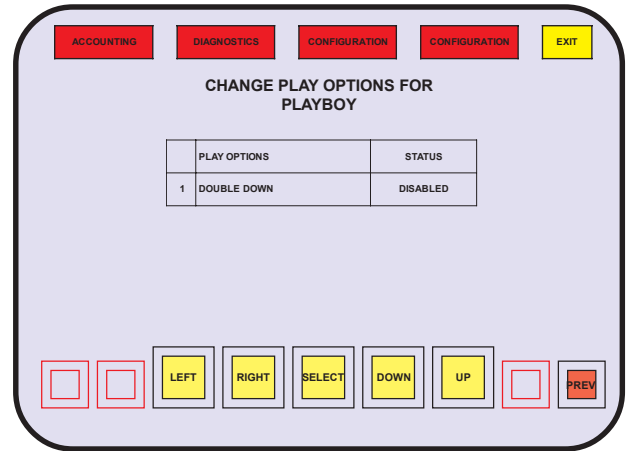 ACCOUNTING DIAGNOSTICS CONFIGURATION CONFIGURATION EXIT
CHANGE PLAY OPTIONS FOR
PLAYBOY
PLAY OPTIONS STATUS
1 DOUBLE DOWN DISABLED
LEFT RIGHT SELECT DOWN UP PREV